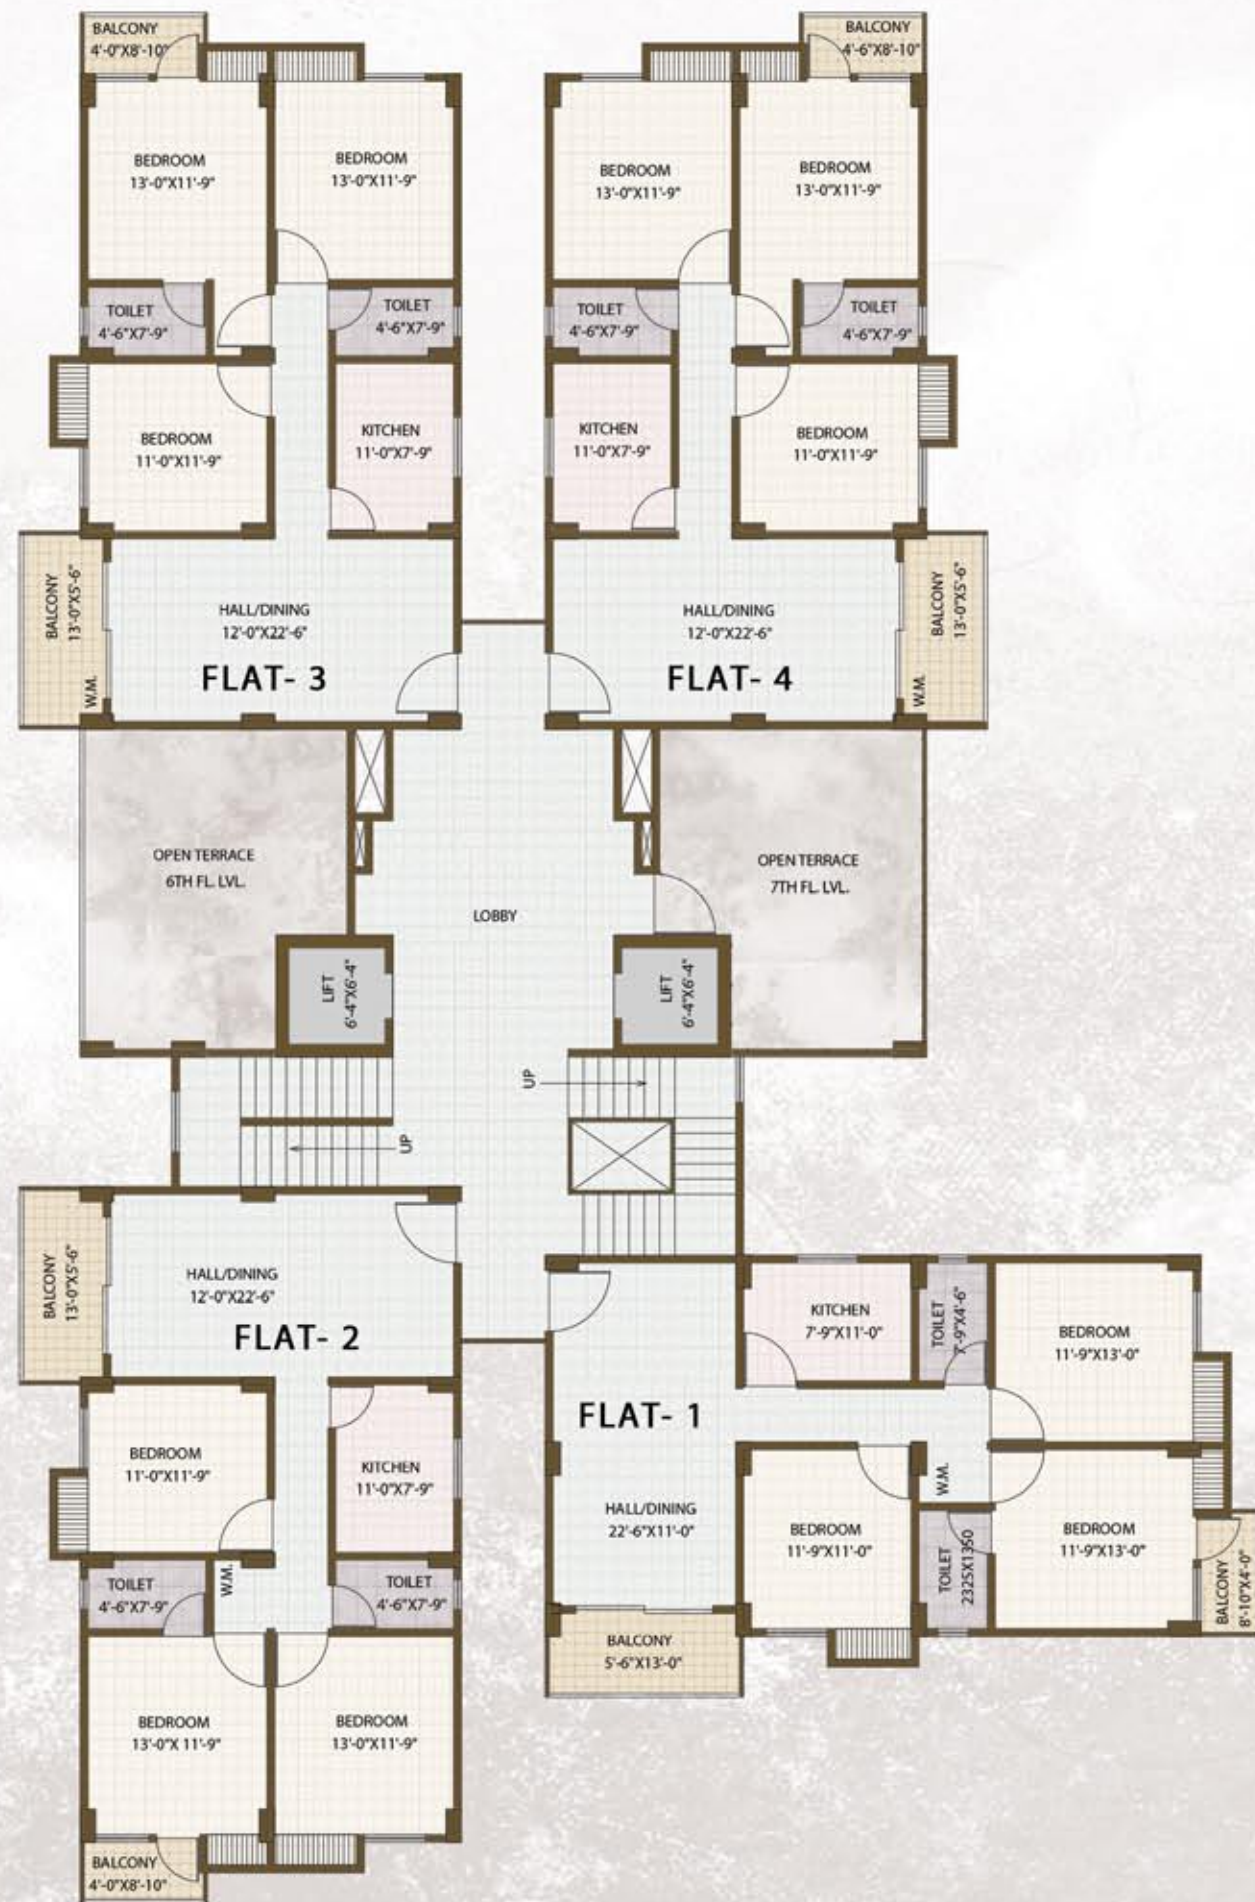 BALCONY
4'-0"X8'-10"
BALCONY
4'-6"X8'-10"
BEDROOM
13'-0"X11'-9"
BEDROOM
13'-0"X11'-9"
BEDROOM
13'-0"X11'-9"
BEDROOM
13'-0"X11'-9"
TOILET
4'-6"X7'-9"
TOILET
4'-6"X7'-9"
TOILET
4'-6"X7'-9"
TOILET
4'-6"X7'-9"
BEDROOM
11'-0"X11'-9"
KITCHEN
11'-0"X7'-9"
KITCHEN
11'-0"X7'-9"
BEDROOM
11'-0"X11'-9"
BALCONY
13'-0"X5'-6"
W.M.
HALL/DINING
12'-0"X22'-6"
FLAT- 3
HALL/DINING
12'-0"X22'-6"
FLAT- 4
BALCONY
13'-0"X5'-6"
W.M.
OPEN TERRACE
6TH FL. LVL.
LOBBY
OPEN TERRACE
7TH FL. LVL.
LIFT
6'-4"X6'-4"
LIFT
6'-4"X6'-4"
UP
UP
BALCONY
13'-0"X5'-6"
HALL/DINING
12'-0"X22'-6"
FLAT- 2
KITCHEN
7'-9"X11'-0"
TOILET
7'-9"X4'-6"
BEDROOM
11'-9"X13'-0"
FLAT- 1
BEDROOM
11'-0"X11'-9"
KITCHEN
11'-0"X7'-9"
W.M.
HALL/DINING
22'-6"X11'-0"
BEDROOM
11'-9"X11'-0"
TOILET
2325X1350
BEDROOM
11'-9"X13'-0"
BALCONY
8'-10"X4'-0"
TOILET
4'-6"X7'-9"
W.M.
TOILET
4'-6"X7'-9"
BALCONY
5'-6"X13'-0"
BEDROOM
13'-0"X 11'-9"
BEDROOM
13'-0"X11'-9"
BALCONY
4'-0"X8'-10"